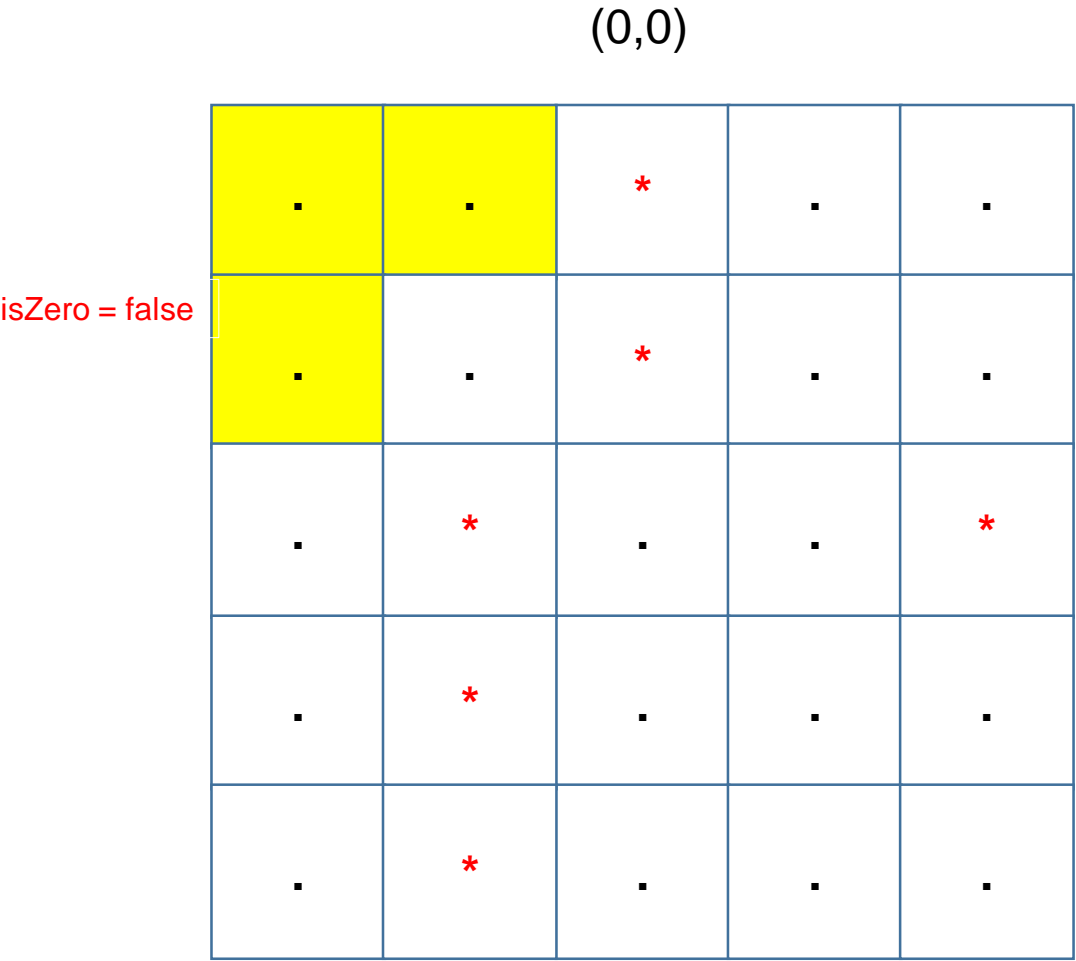 (0,0)
. . * . .
isZero = false
. . * . .
. * . . *
. * . . .
. * . . .